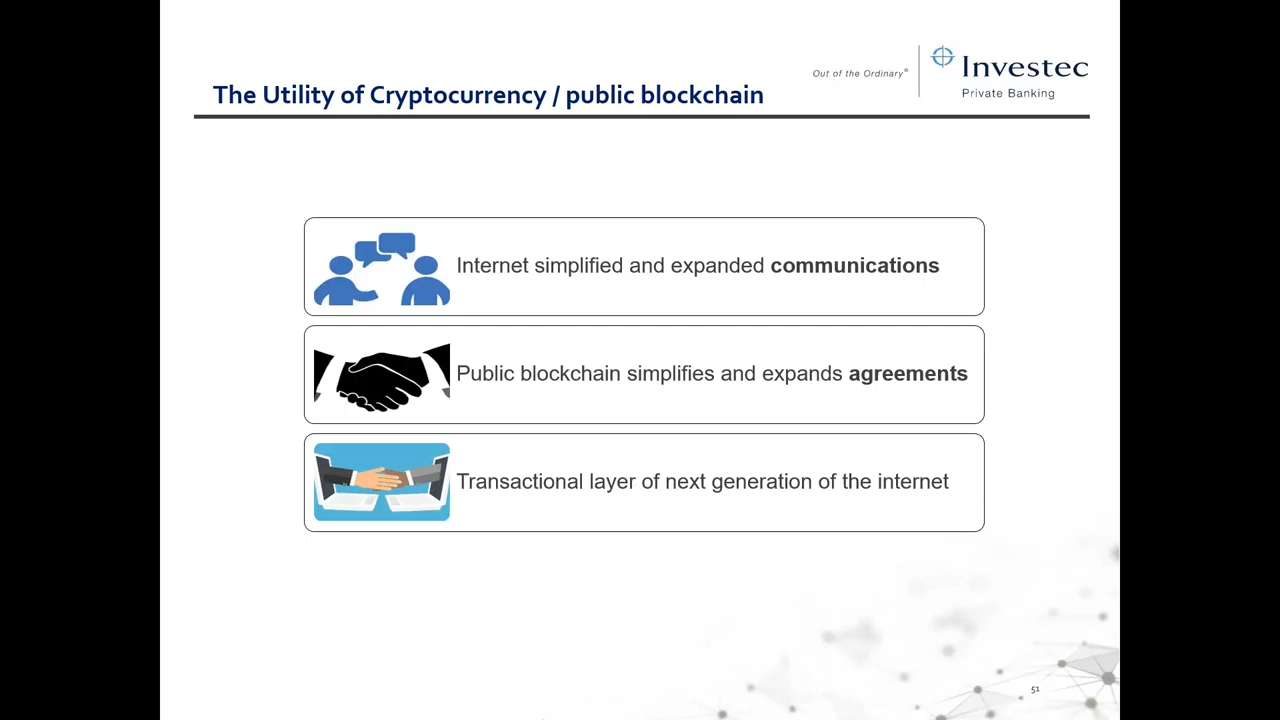 Out of the Ordinary®
Investec
Private Banking
The Utility of Cryptocurrency / public blockchain
Internet simplified and expanded communications
Public blockchain simplifies and expands agreements
Transactional layer of next generation of the internet
51